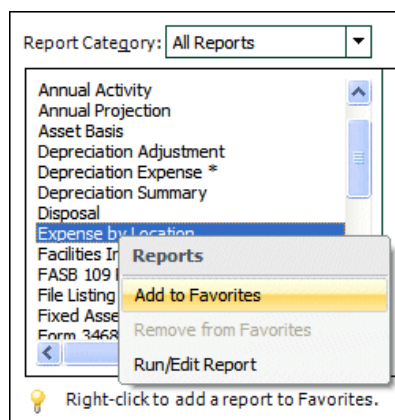 Report Category: All Reports
Annual Activity
Annual Projection
Asset Basis
Depreciation Adjustment
Depreciation Expense *
Depreciation Summary
Disposal
Expense by Location
Facilities
FASB 109
File Listing
Fixed
Form 3468
Reports
Add to Favorites
Remove from Favorites
Run/Edit Report
Right-click to add a report to Favorites.